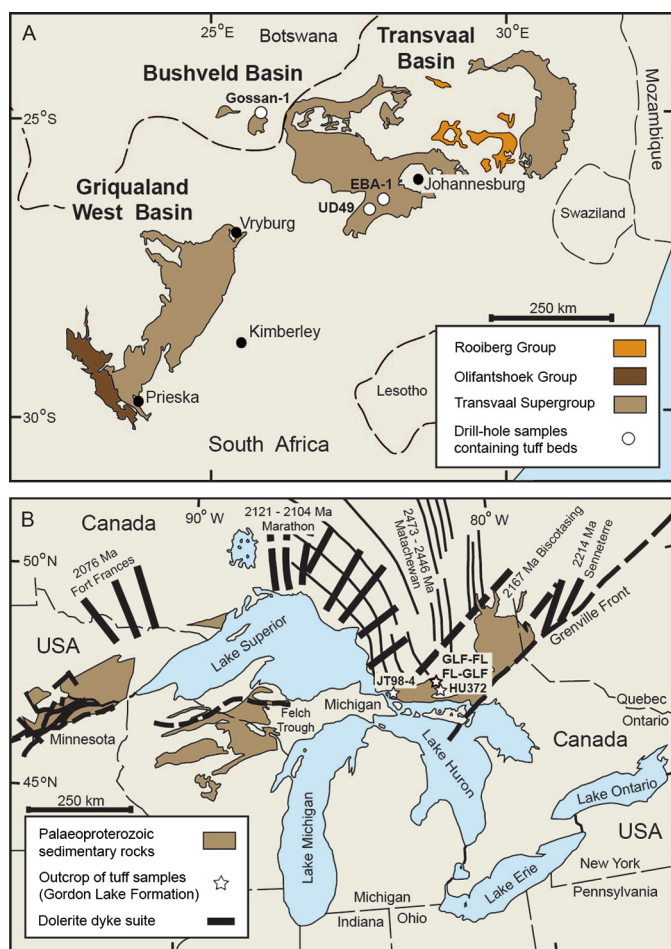 A
25°E
Botswana
Transvaal
Basin
30°E
Bushveld Basin
Gossan-1
25°S
Mozambique
EBA-1
Johannesburg
UD49
Griqualand
West Basin
Vryburg
Swaziland
Kimberley
Prieska
Lesotho
30°S
South Africa
250 km
Rooiberg Group
Olifantshoek Group
Transvaal Supergroup
Drill-hole samples
containing tuff beds
B
Canada
90° W
2121 - 2104 Ma
Marathon
2473 - 2446 Ma
Matachewan
80° W
50°N
2076 Ma
Fort Frances
2167 Ma Biscotasing
2214 Ma
Senneterre
Grenville Front
USA
Lake Superior
GLF-FL
FL-GLF
HU372
JT98-4
Minnesota
Felch
Trough
Michigan
Quebec
Ontario
Canada
Lake Huron
45°N
250 km
Lake Michigan
Lake Ontario
USA
Lake Erie
New York
Pennsylvania
Michigan
Indiana
Ohio
Palaeoproterozoic
sedimentary rocks
Outcrop of tuff samples
(Gordon Lake Formation)
Dolerite dyke suite